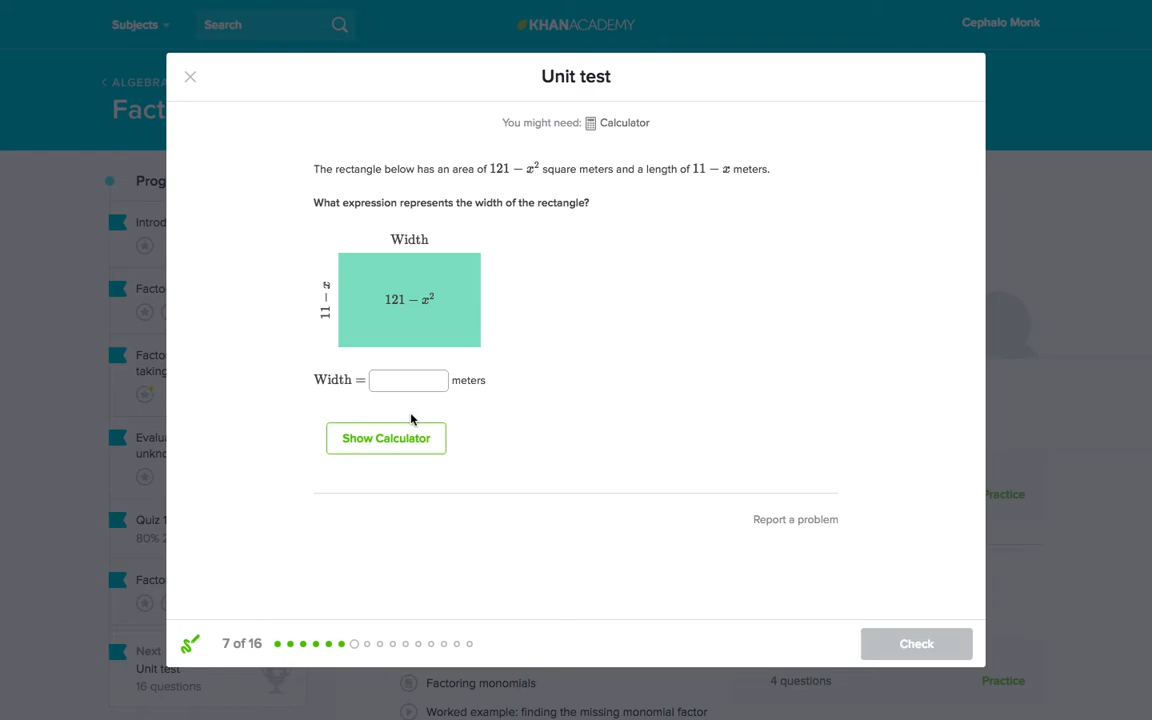 Subjects
Search
KHANACADEMY
Cephalo Monk
ALGEBRA
Fact
Unit test
You might need: Calculator
The rectangle below has an area of 121 − x² square meters and a length of 11 − x meters.
What expression represents the width of the rectangle?
Width
11 − x
121 − x²
Width = meters
Show Calculator
Report a problem
7 of 16
Check
Prog
Introd
Facto
Facto
taking
Evalua
unkno
Quiz 1
80%
Facto
Next
Unit test
16 questions
Practice
Factoring monomials
4 questions
Practice
Worked example: finding the missing monomial factor